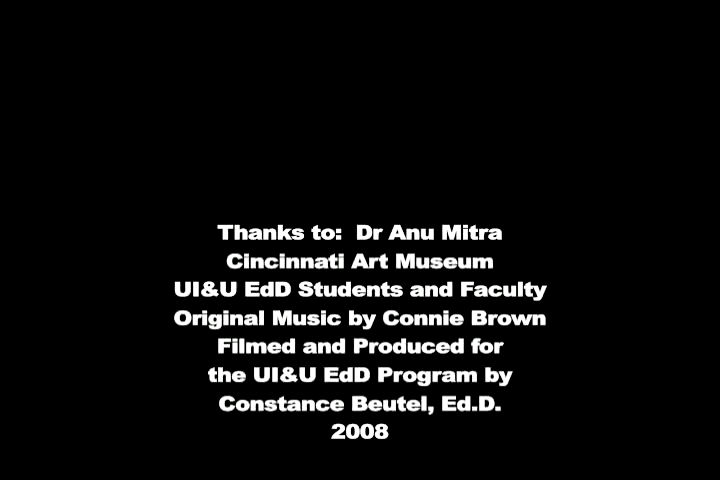 Thanks to:  Dr Anu Mitra
Cincinnati Art Museum
UI&U EdD Students and Faculty
Original Music by Connie Brown
Filmed and Produced for
the UI&U EdD Program by
Constance Beutel, Ed.D.
2008